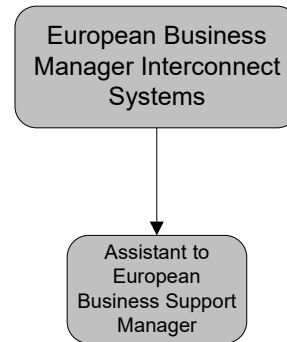 European Business
Manager Interconnect
Systems
Assistant to
European
Business Support
Manager